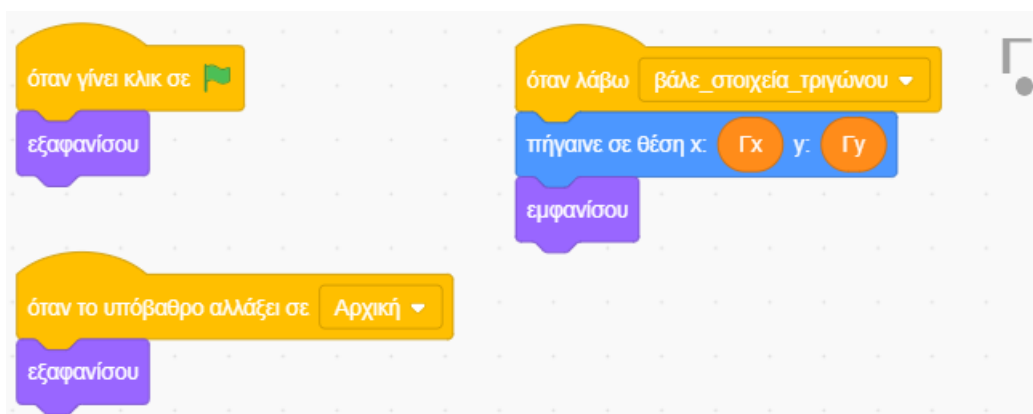 όταν γίνει κλικ σε
εξαφανίσου
όταν το υπόβαθρο αλλάξει σε Αρχική
εξαφανίσου
όταν λάβω βάλε_στοιχεία_τριγώνου
πήγαινε σε θέση x: Γx y: Γy
εμφανίσου
Γ